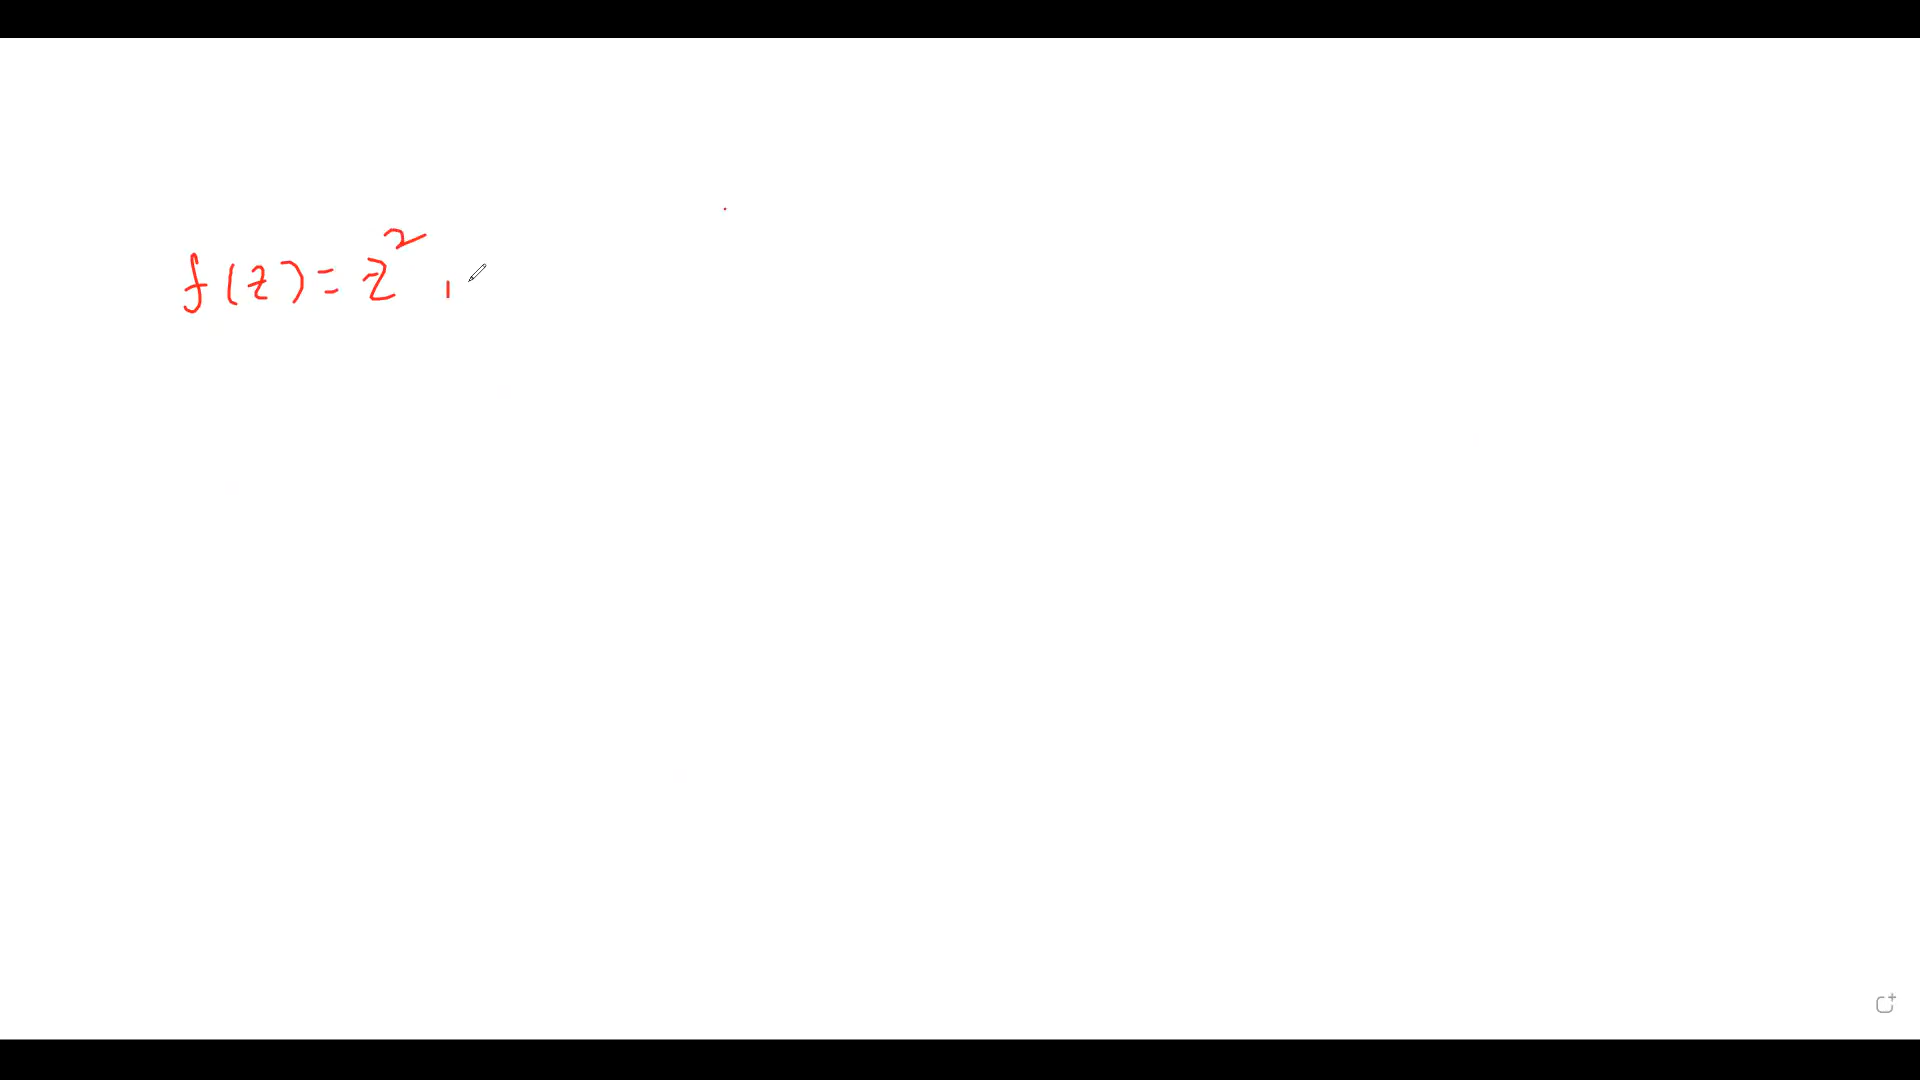 f(z) = z² ,